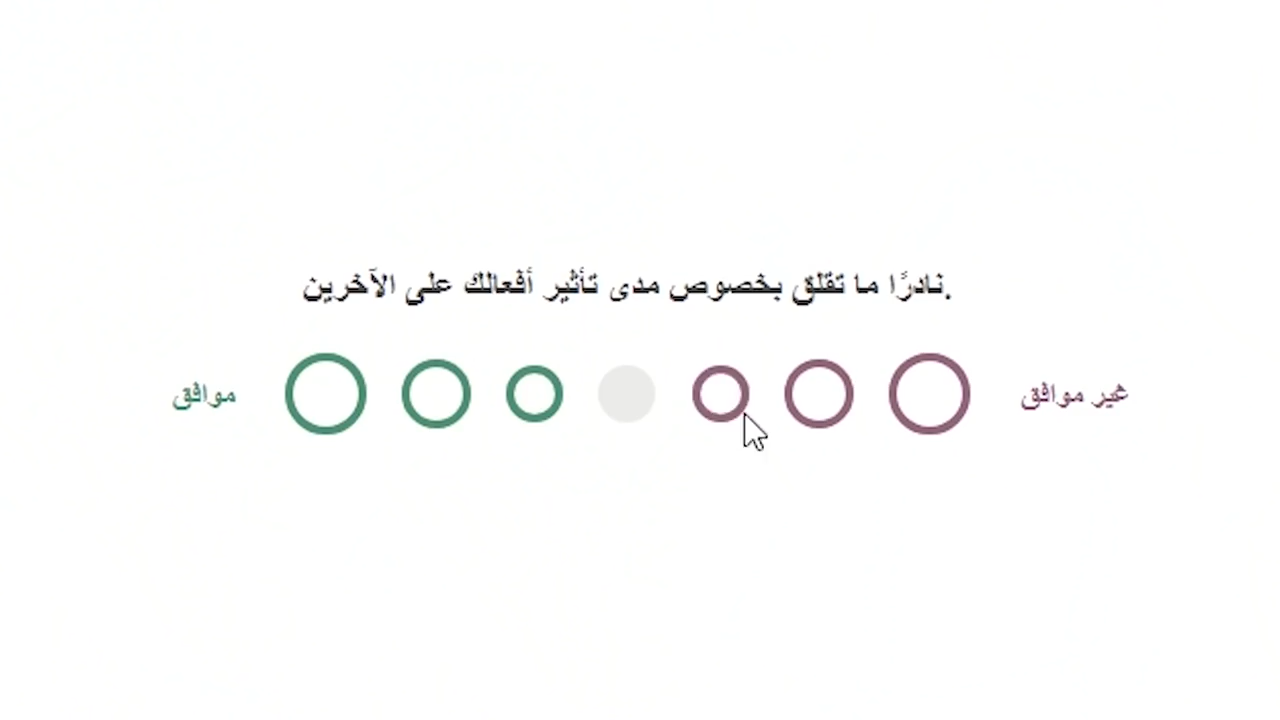 نادرًا ما تقلق بخصوص مدى تأثير أفعالك على الآخرين.
غير موافق
موافق